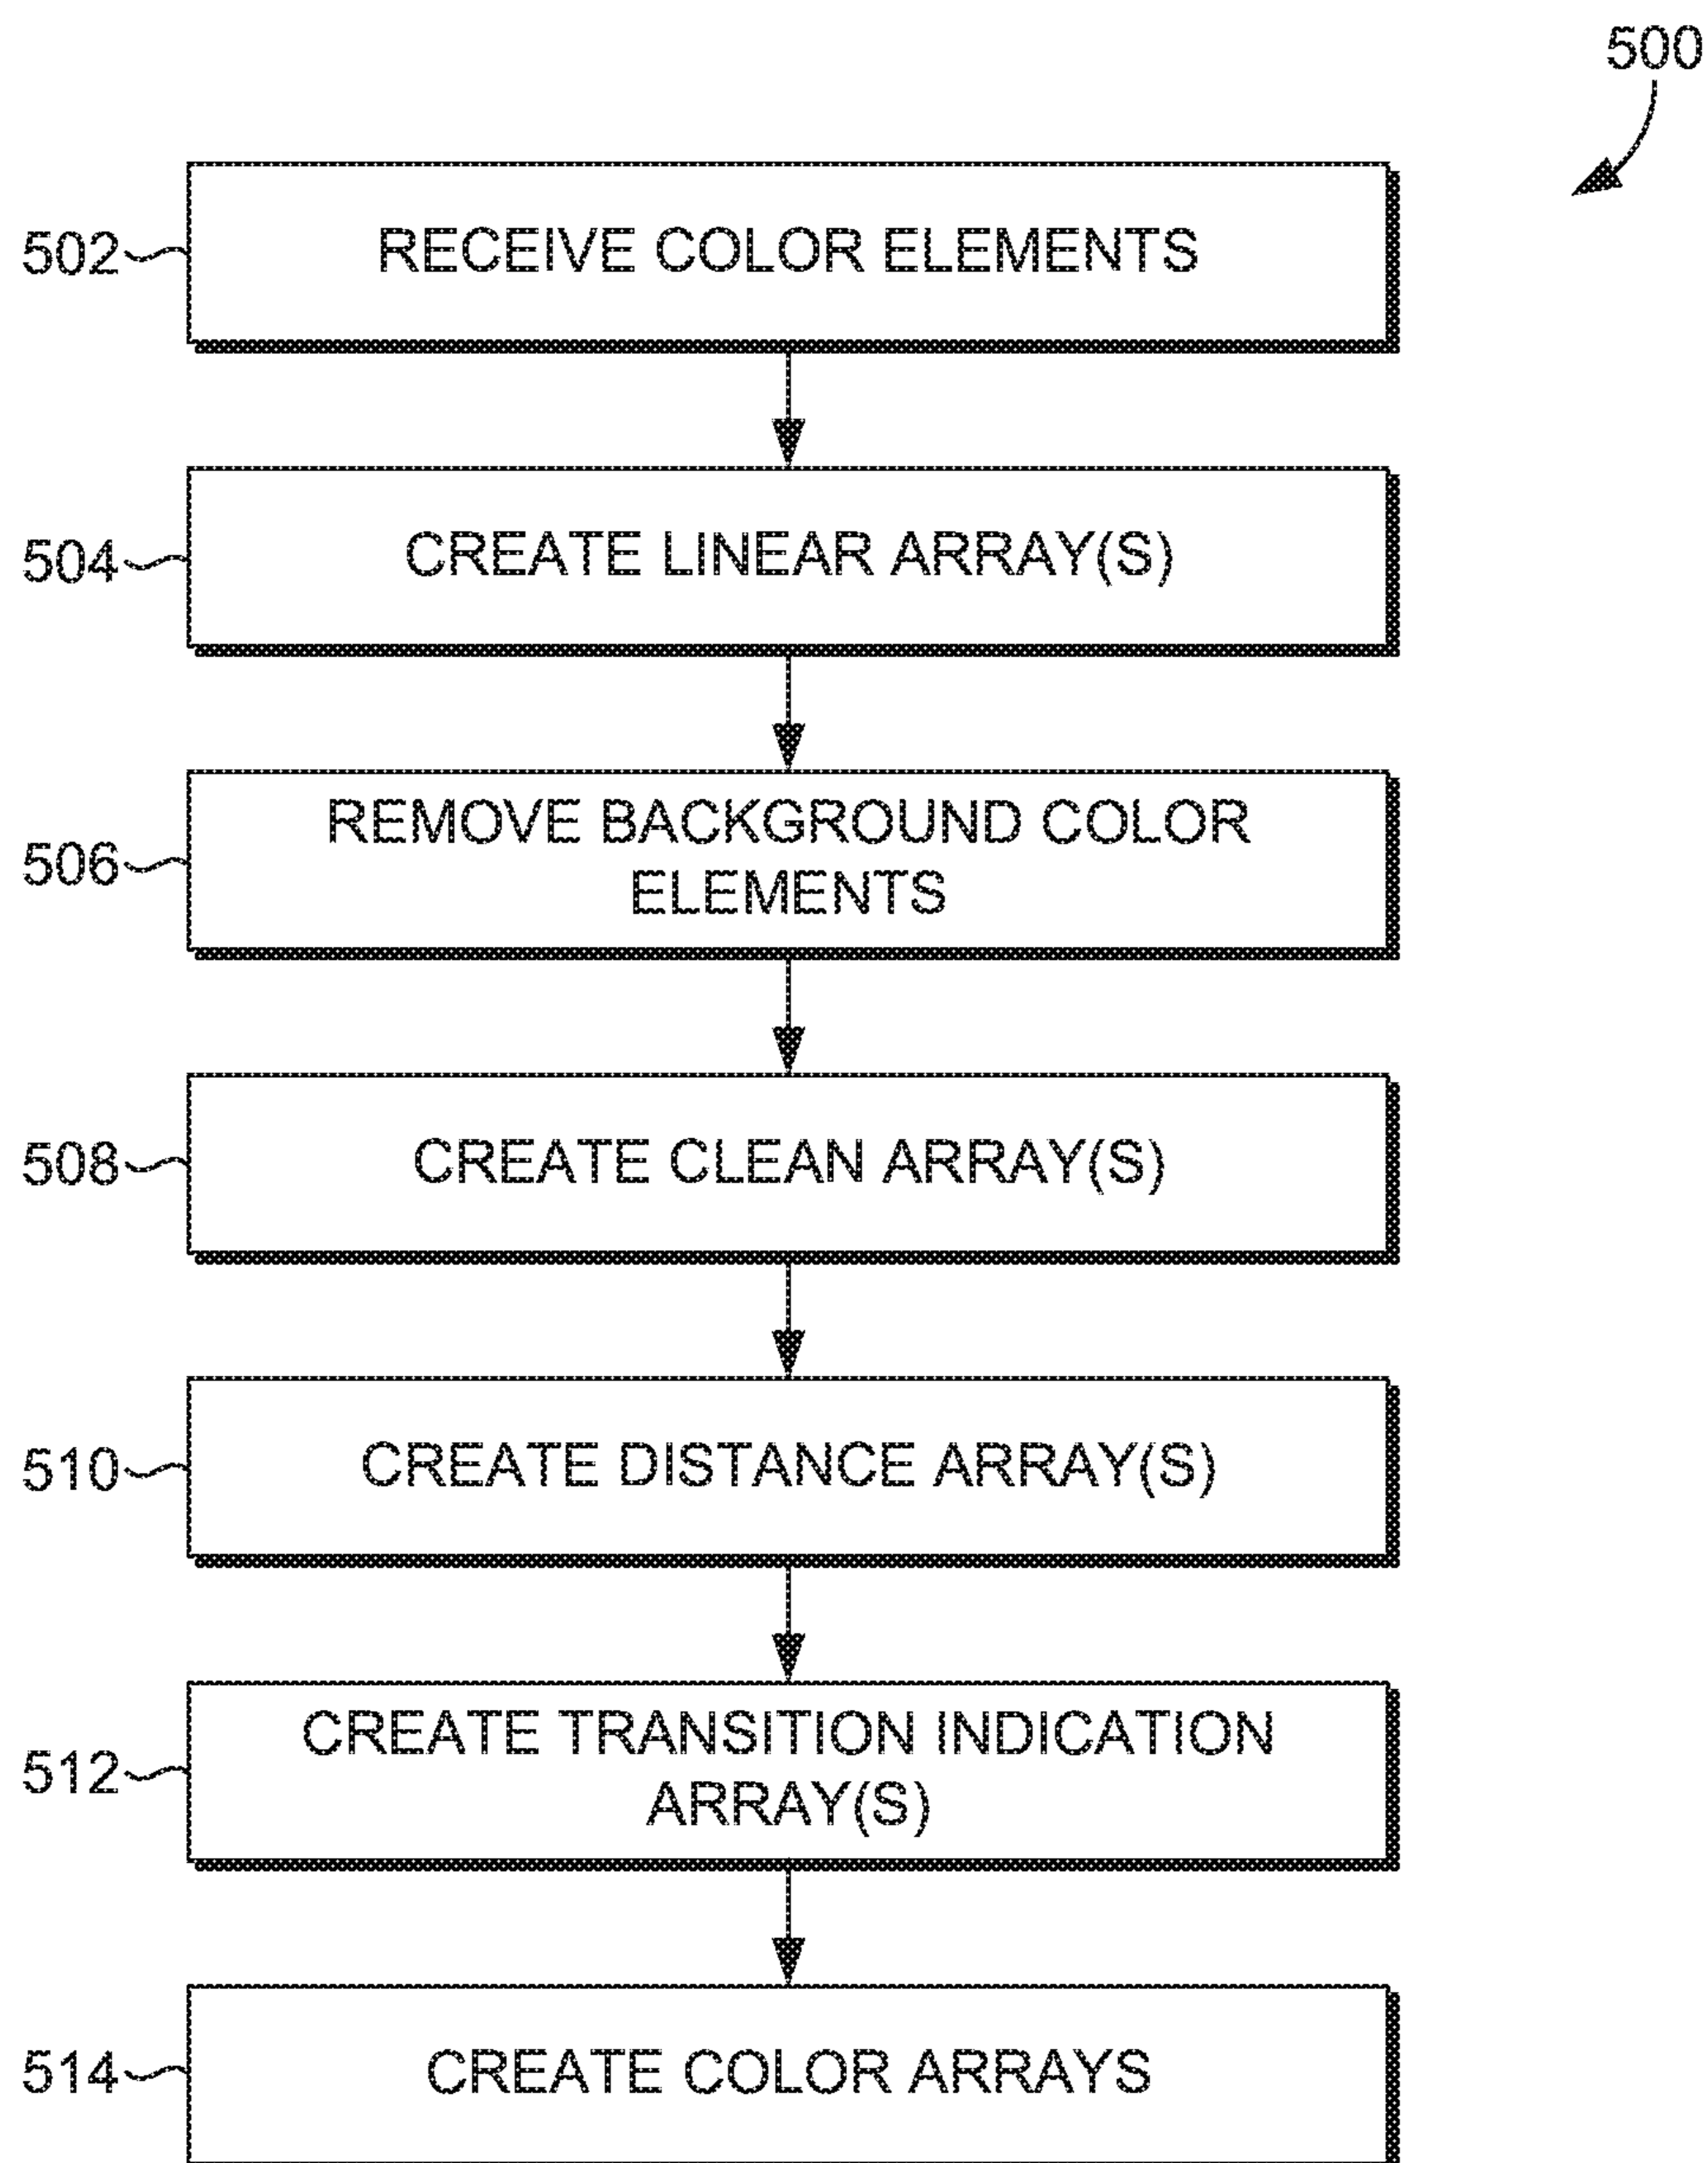 500
502
RECEIVE COLOR ELEMENTS
504
CREATE LINEAR ARRAY(S)
506
REMOVE BACKGROUND COLOR
ELEMENTS
508
CREATE CLEAN ARRAY(S)
510
CREATE DISTANCE ARRAY(S)
512
CREATE TRANSITION INDICATION
ARRAY(S)
514
CREATE COLOR ARRAYS